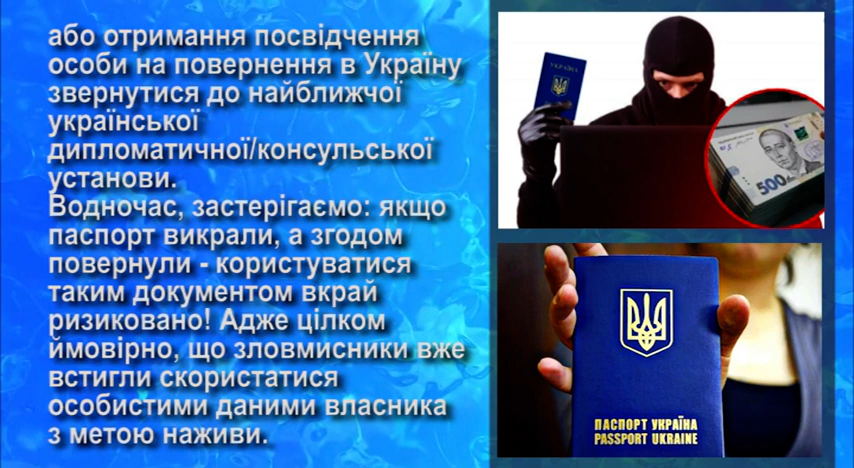 або отримання посвідчення
особи на повернення в Україну
звернутися до найближчої
української
дипломатичної/консульської
установи.
Водночас, застерігаємо: якщо
паспорт викрали, а згодом
повернули - користуватися
таким документом вкрай
ризиковано! Адже цілком
ймовірно, що зловмисники вже
встигли скористатися
особистими даними власника
з метою наживи.
УКРАЇНА
500
ПАСПОРТ УКРАЇНА
PASSPORT UKRAINE